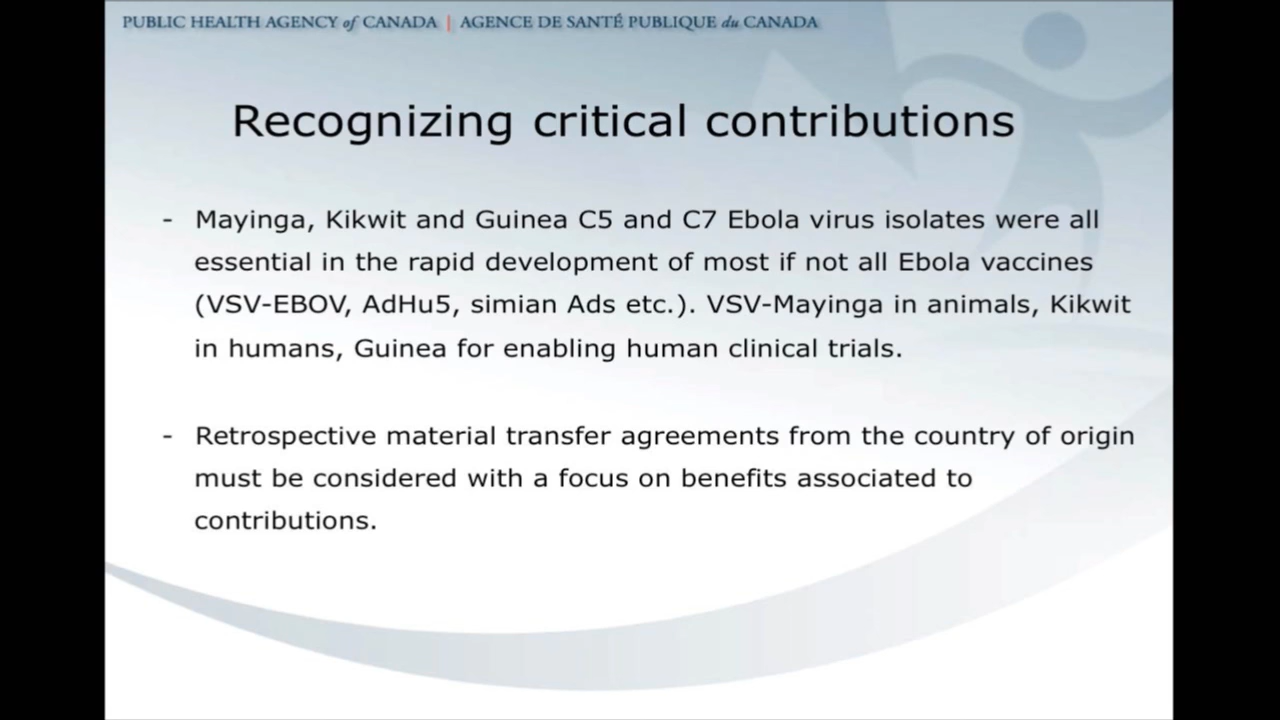 PUBLIC HEALTH AGENCY of CANADA | AGENCE DE SANTÉ PUBLIQUE du CANADA
Recognizing critical contributions
- Mayinga, Kikwit and Guinea C5 and C7 Ebola virus isolates were all
essential in the rapid development of most if not all Ebola vaccines
(VSV-EBOV, AdHu5, simian Ads etc.). VSV-Mayinga in animals, Kikwit
in humans, Guinea for enabling human clinical trials.
- Retrospective material transfer agreements from the country of origin
must be considered with a focus on benefits associated to
contributions.